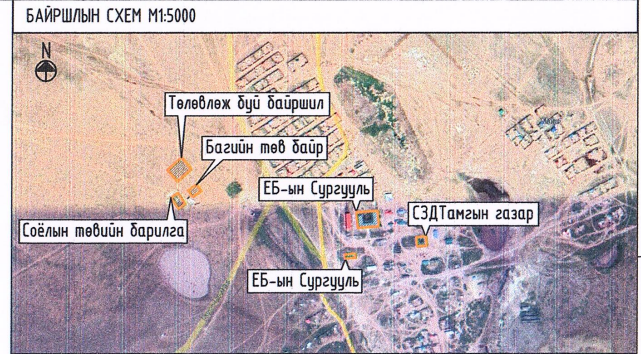 БАЙРШЛЫН СХЕМ М1:5000
N
Төлөвлөж буй байршил
Багийн төв байр
ЕБ-ын Сургууль
СЗДТамгын газар
Соёлын төвийн барилга
ЕБ-ын Сургууль